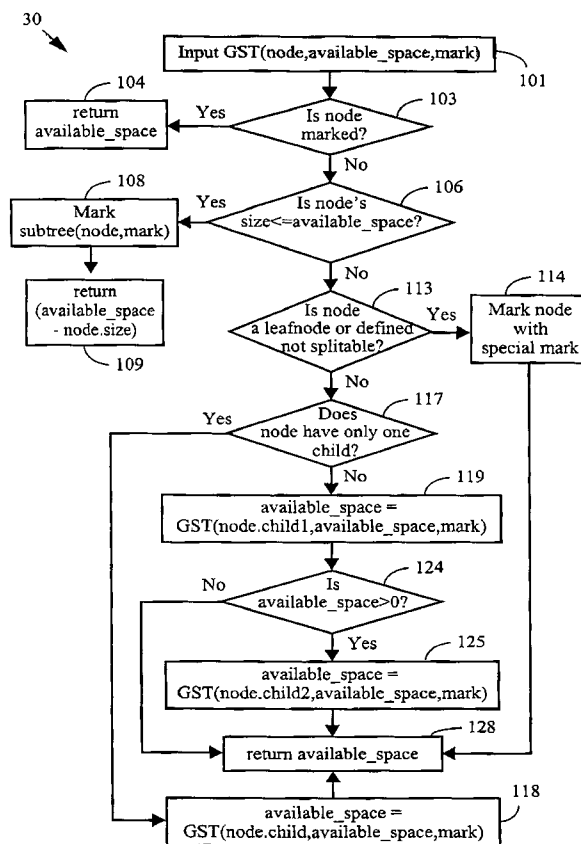 30
Input GST(node,available_space,mark)
101
104
return
available_space
Yes
103
Is node
marked?
No
108
Mark
subtree(node,mark)
Yes
106
Is node's
size<=available_space?
No
return
(available_space
- node.size)
109
113
Is node
a leafnode or defined
not splitable?
Yes
114
Mark node
with
special mark
No
117
Yes
Does
node have only one
child?
No
119
available_space =
GST(node.child1,available_space,mark)
124
No
Is
available_space>0?
Yes
125
available_space =
GST(node.child2,available_space,mark)
128
return available_space
available_space =
GST(node.child,available_space,mark)
118